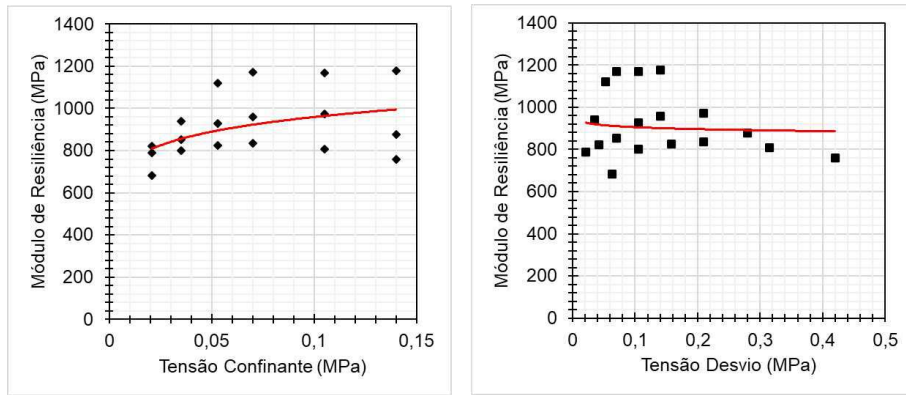 1400
1200
1000
800
600
400
200
0
Módulo de Resiliência (MPa)
0 0,05 0,1 0,15
Tensão Confinante (MPa)
1400
1200
1000
800
600
400
200
0
Módulo de Resiliência (MPa)
0 0,1 0,2 0,3 0,4 0,5
Tensão Desvio (MPa)